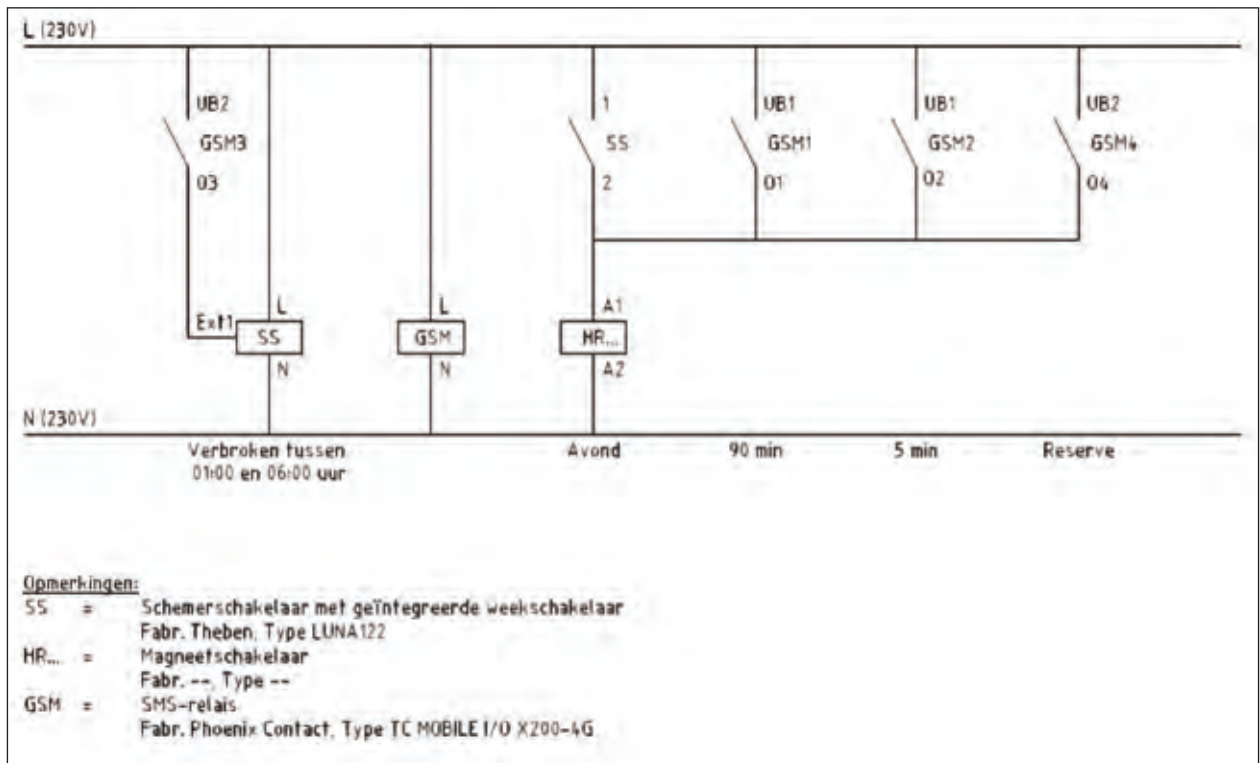 L (230V)
UB2
GSM3
03
1
SS
2
UB1
GSM1
01
UB1
GSM2
02
UB2
GSM4
04
Ext1
L
SS
N
L
GSM
N
A1
HR...
A2
N (230V)
Verbroken tussen
01:00 en 06:00 uur
Avond
90 min
5 min
Reserve
Opmerkingen:
SS = Schemerschakelaar met geïntegreerde weekschakelaar
Fabr. Theben, Type LUNA122
HR... = Magneetschakelaar
Fabr. --, Type --
GSM = SMS-relais
Fabr. Phoenix Contact, Type TC MOBILE I/O X200-4G